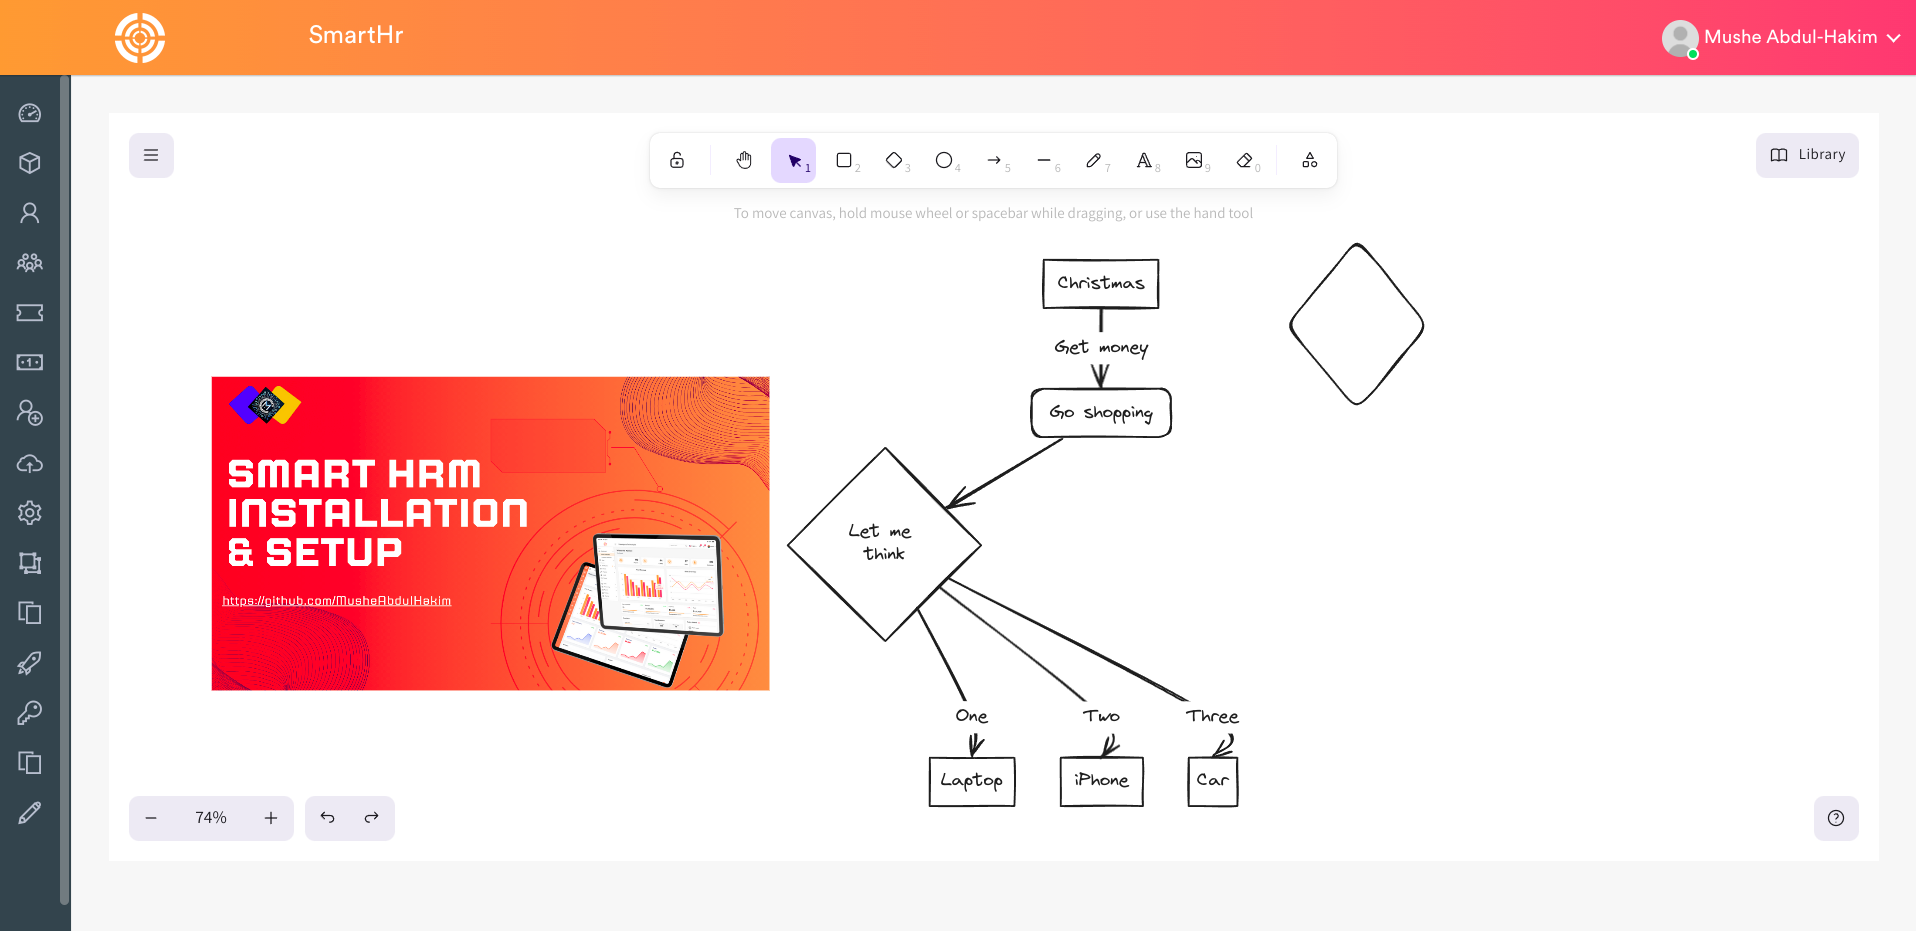 SmartHr
Mushe Abdul-Hakim
1
2
3
4
5
6
7
8
9
0
Library
To move canvas, hold mouse wheel or spacebar while dragging, or use the hand tool
Christmas
Get money
Go shopping
SMART HRM
INSTALLATION
& SETUP
https://github.com/MusheAbdulHakim
Let me
think
One
Two
Three
Laptop
iPhone
Car
74%